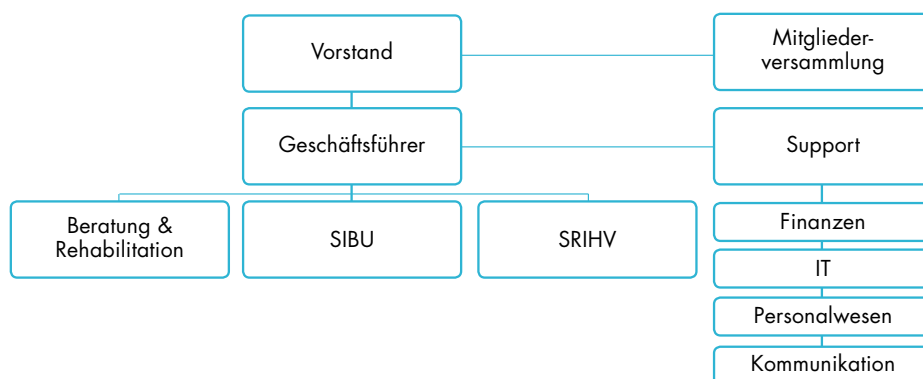 Vorstand
Mitglieder-
versammlung
Geschäftsführer
Support
Beratung &
Rehabilitation
SIBU
SRIHV
Finanzen
IT
Personalwesen
Kommunikation